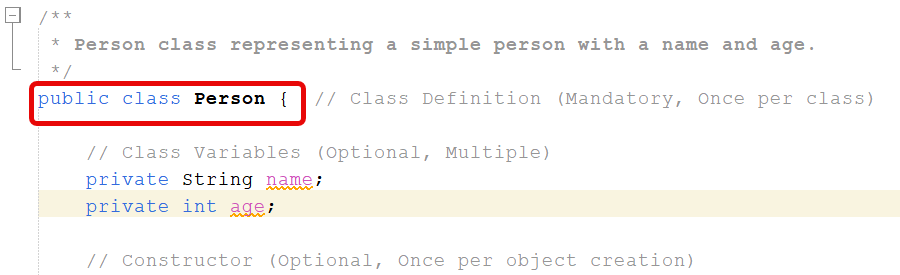 /**
* Person class representing a simple person with a name and age.
*/
public class Person { // Class Definition (Mandatory, Once per class)
// Class Variables (Optional, Multiple)
private String name;
private int age;
// Constructor (Optional, Once per object creation)